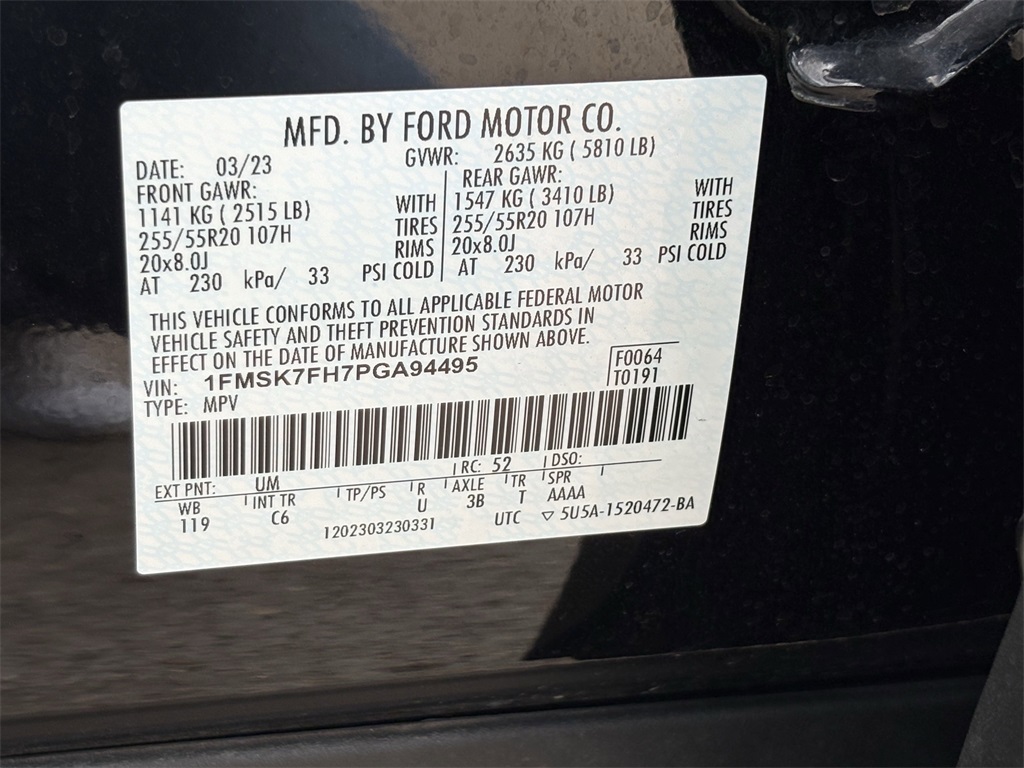 MFD. BY FORD MOTOR CO.
DATE: 03/23 GVWR: 2635 KG ( 5810 LB)
FRONT GAWR: REAR GAWR:
1141 KG ( 2515 LB) WITH 1547 KG ( 3410 LB) WITH
255/55R20 107H TIRES 255/55R20 107H TIRES
20x8.0J RIMS 20x8.0J RIMS
AT 230 kPa/ 33 PSI COLD AT 230 kPa/ 33 PSI COLD
THIS VEHICLE CONFORMS TO ALL APPLICABLE FEDERAL MOTOR
VEHICLE SAFETY AND THEFT PREVENTION STANDARDS IN
EFFECT ON THE DATE OF MANUFACTURE SHOWN ABOVE.
VIN: 1FMSK7FH7PGA94495 F0064
TYPE: MPV T0191
EXT PNT: UM RC: 52 DSO:
WB INT TR TP/PS R AXLE TR SPR
119 C6 U 3B T AAAA
1202303230331 UTC ▽ 5U5A-1520472-BA